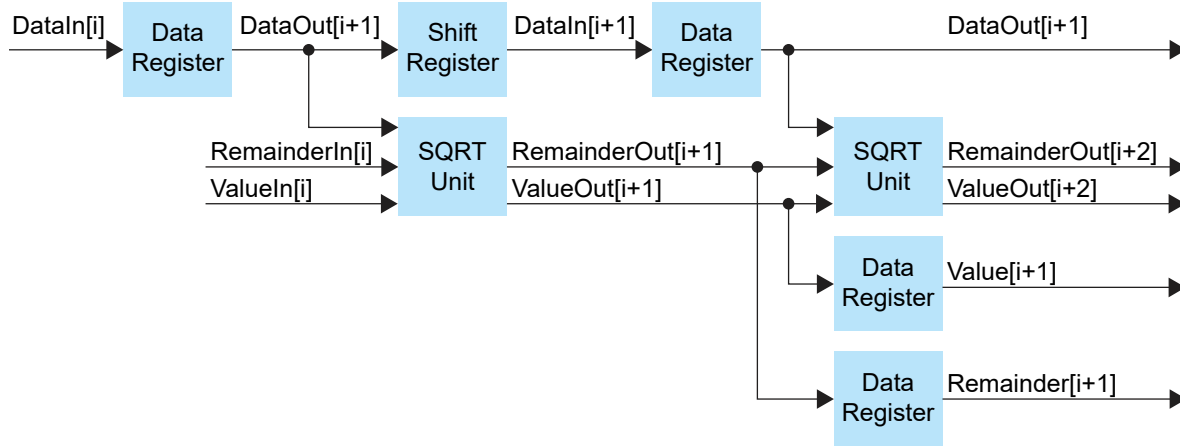 DataIn[i]
Data
Register
DataOut[i+1]
Shift
Register
DataIn[i+1]
Data
Register
DataOut[i+1]
RemainderIn[i]
ValueIn[i]
SQRT
Unit
RemainderOut[i+1]
ValueOut[i+1]
SQRT
Unit
RemainderOut[i+2]
ValueOut[i+2]
Data
Register
Value[i+1]
Data
Register
Remainder[i+1]